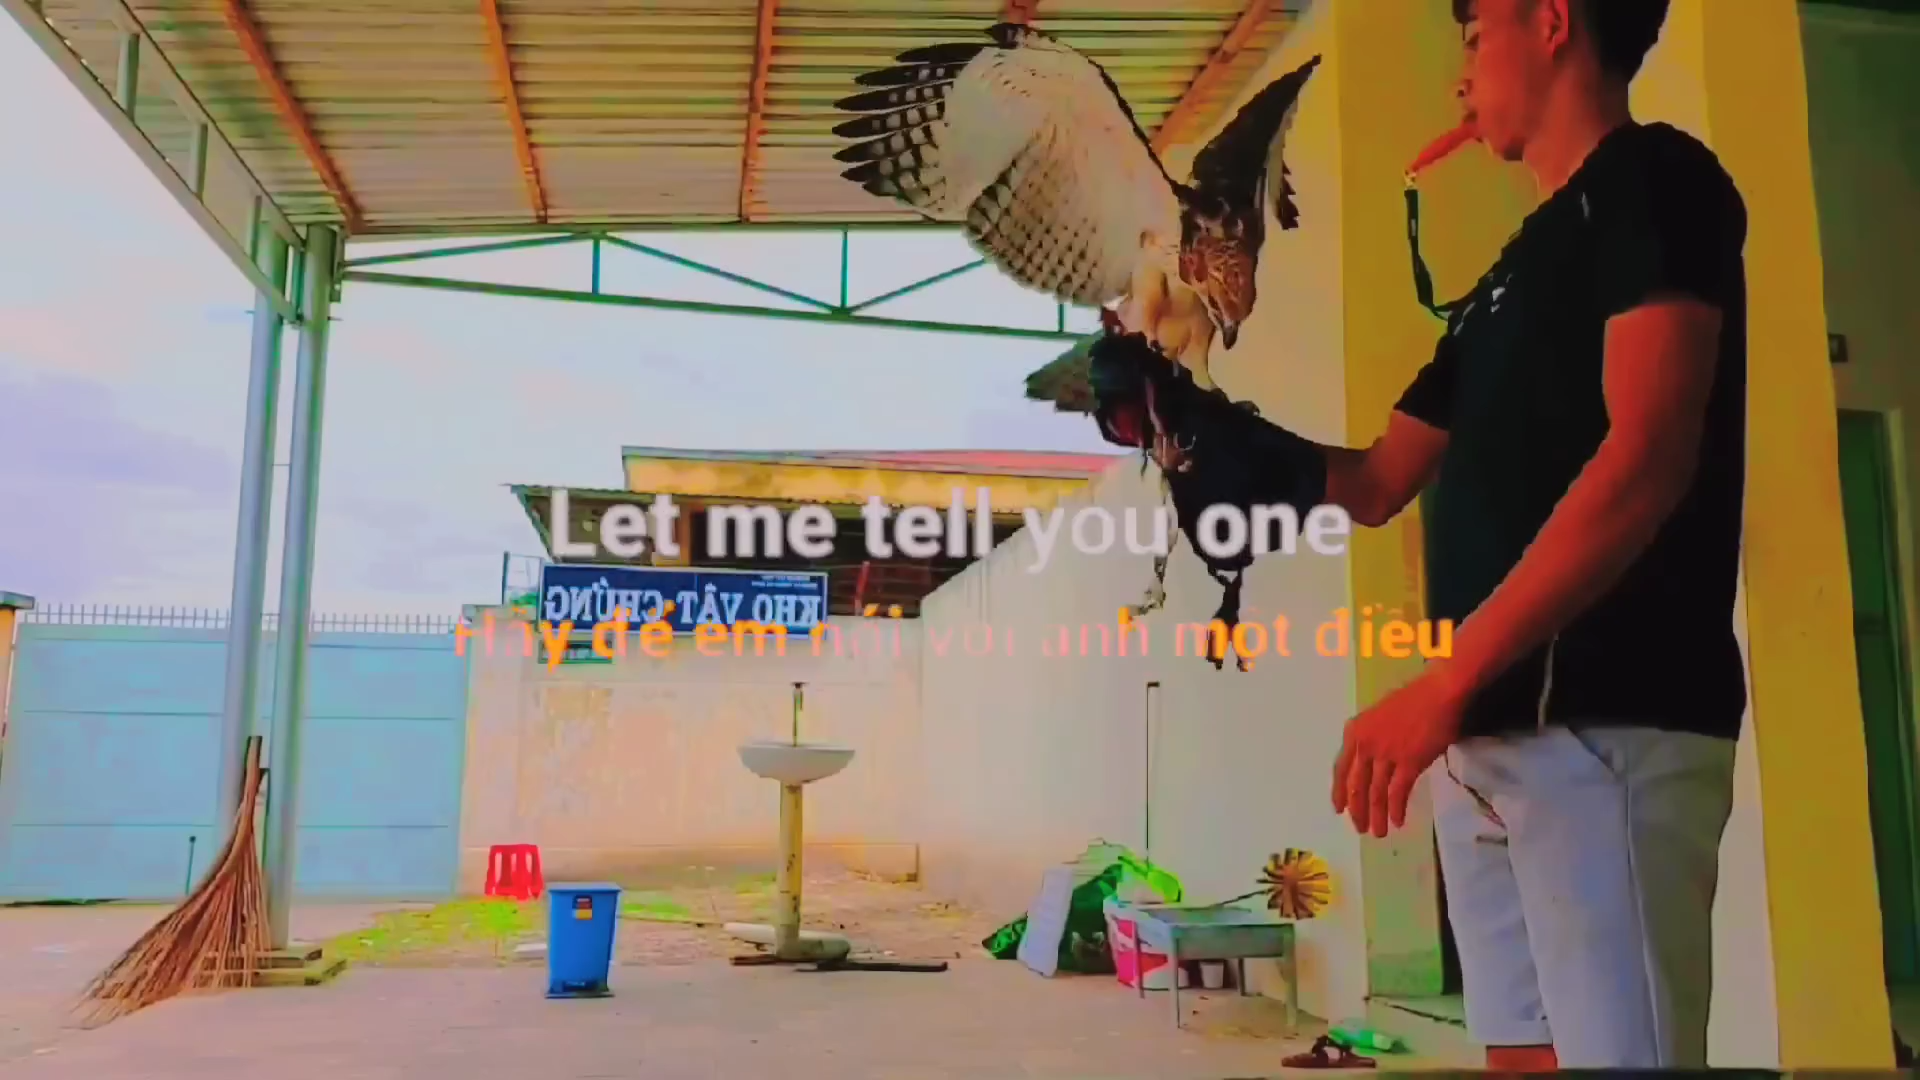 Let me tell you one
KHO VẬT CHỨNG
Hãy để em nói với anh một điều